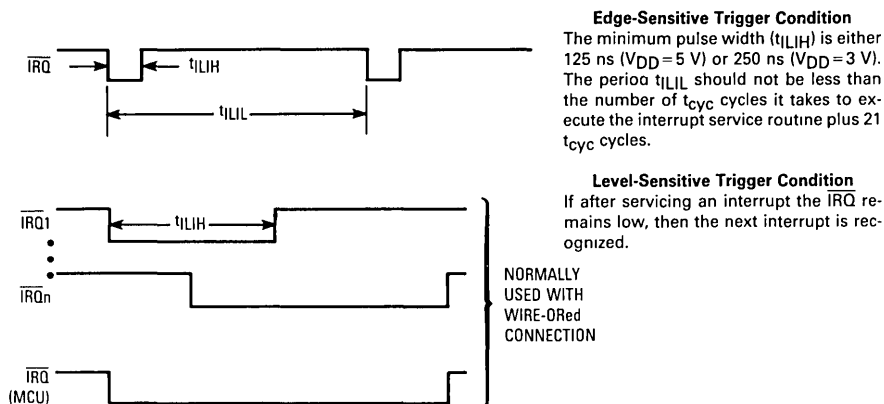 Edge-Sensitive Trigger Condition
The minimum pulse width (tILIH) is either
125 ns (VDD=5 V) or 250 ns (VDD=3 V).
The perioa tILIL should not be less than
the number of tcyc cycles it takes to ex-
ecute the interrupt service routine plus 21
tcyc cycles.
IRQ
tILIH
tILIL
Level-Sensitive Trigger Condition
If after servicing an interrupt the IRQ re-
mains low, then the next interrupt is rec-
ognized.
IRQ1
tILIH
IRQn
NORMALLY
USED WITH
WIRE-ORed
CONNECTION
IRQ
(MCU)